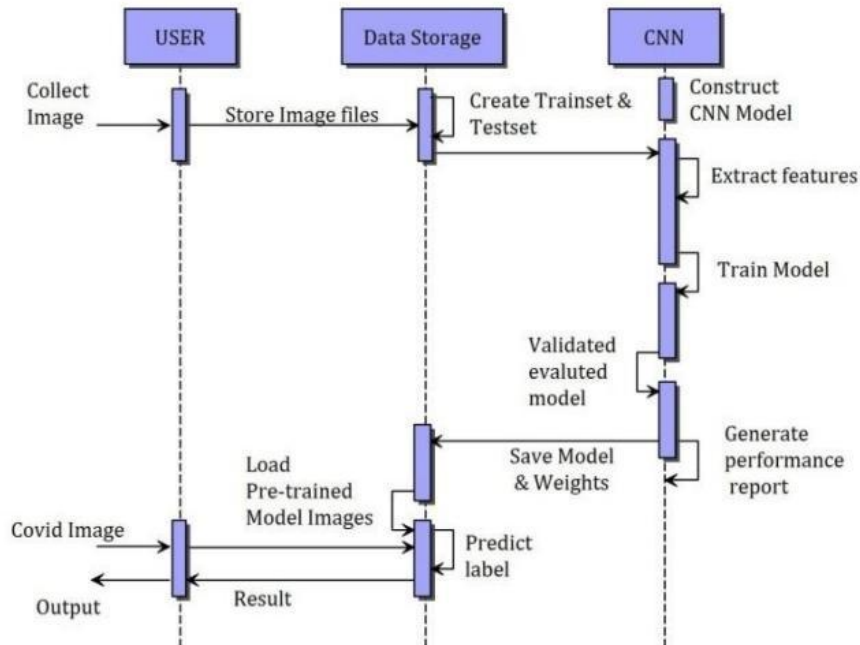 USER
Data Storage
CNN
Collect
Image
Store Image files
Create Trainset &
Testset
Construct
CNN Model
Extract features
Train Model
Validated
evaluted
model
Generate
performance
report
Save Model
& Weights
Load
Pre-trained
Model Images
Covid Image
Predict
label
Output
Result